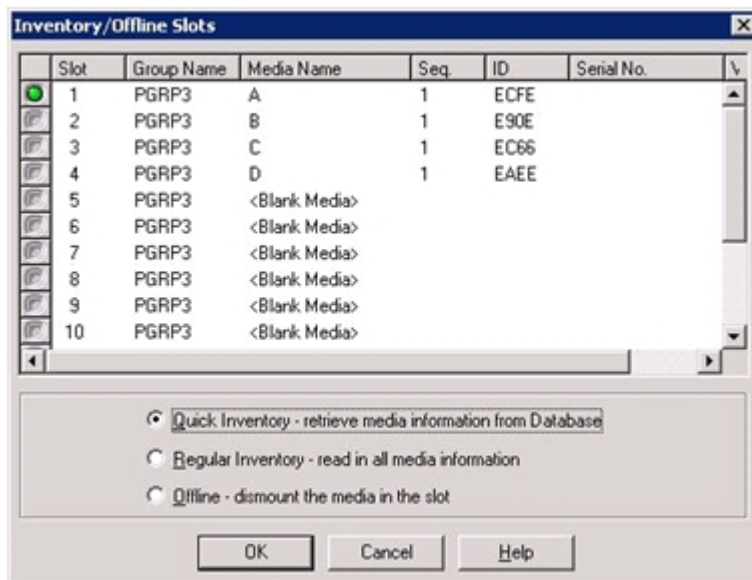 Inventory/Offline Slots
Slot Group Name Media Name Seq. ID Serial No.
1 PGRP3 A 1 ECFE
2 PGRP3 B 1 E90E
3 PGRP3 C 1 EC66
4 PGRP3 D 1 EAEE
5 PGRP3 <Blank Media>
6 PGRP3 <Blank Media>
7 PGRP3 <Blank Media>
8 PGRP3 <Blank Media>
9 PGRP3 <Blank Media>
10 PGRP3 <Blank Media>
Quick Inventory - retrieve media information from Database
Regular Inventory - read in all media information
Offline - dismount the media in the slot
OK Cancel Help